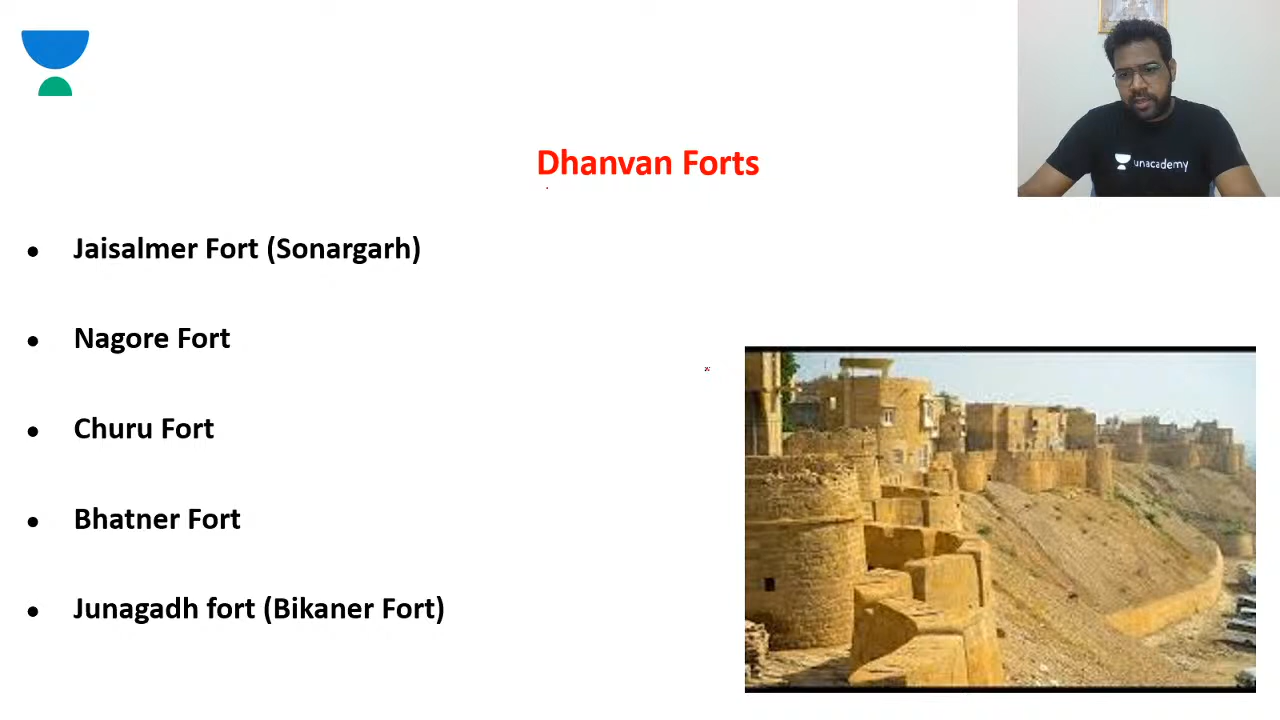 Dhanvan Forts
unacademy
● Jaisalmer Fort (Sonargarh)
● Nagore Fort
● Churu Fort
● Bhatner Fort
● Junagadh fort (Bikaner Fort)